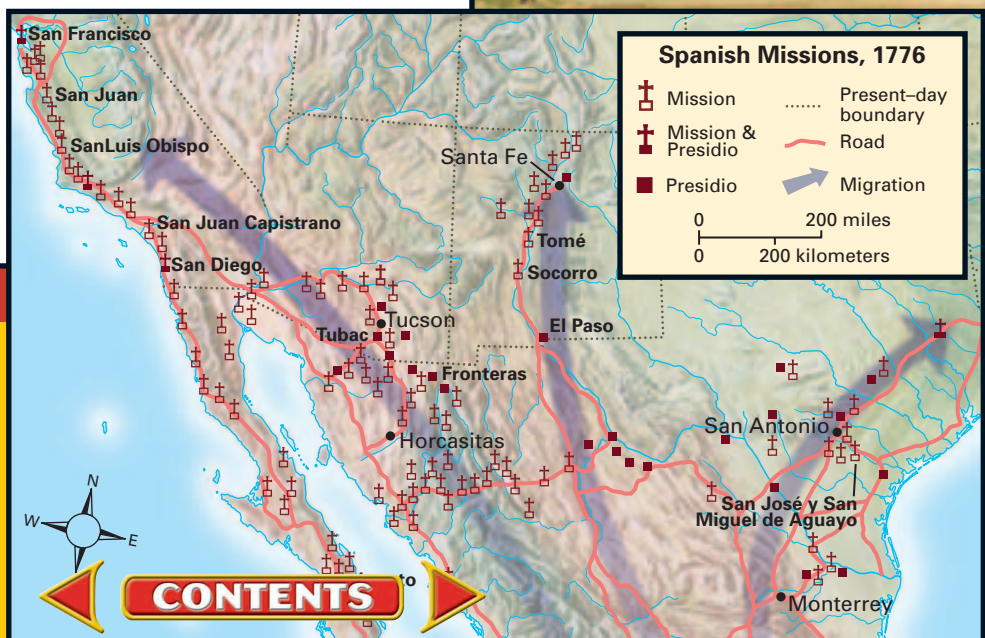 San Francisco
San Juan
SanLuis Obispo
San Juan Capistrano
San Diego
Tubac
Tucson
Fronteras
Horcasitas
Santa Fe
Tomé
Socorro
El Paso
San Antonio
San José y San
Miguel de Aguayo
Monterrey
Spanish Missions, 1776
Mission
Mission &
Presidio
Presidio
Present–day
boundary
Road
Migration
0 200 miles
0 200 kilometers
N
W
E
S
CONTENTS